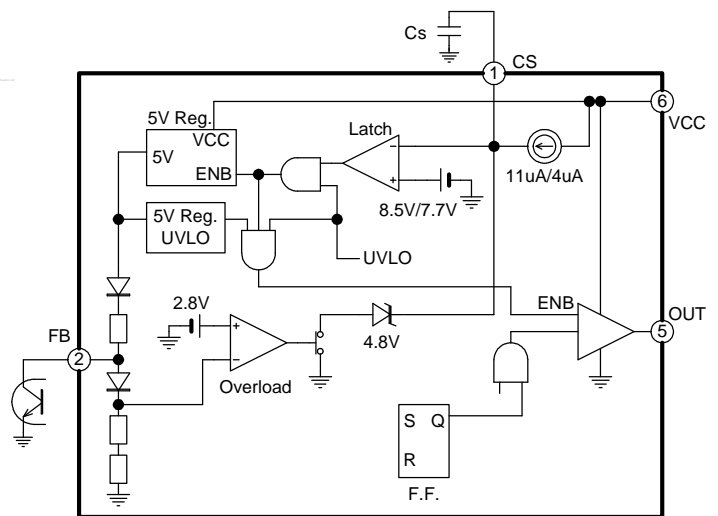 Cs
1
CS
6
VCC
5V Reg.
VCC
5V
ENB
Latch
−
+
11uA/4uA
8.5V/7.7V
5V Reg.
UVLO
UVLO
2.8V
+
−
Overload
4.8V
ENB
OUT
5
FB
2
S Q
R
F.F.